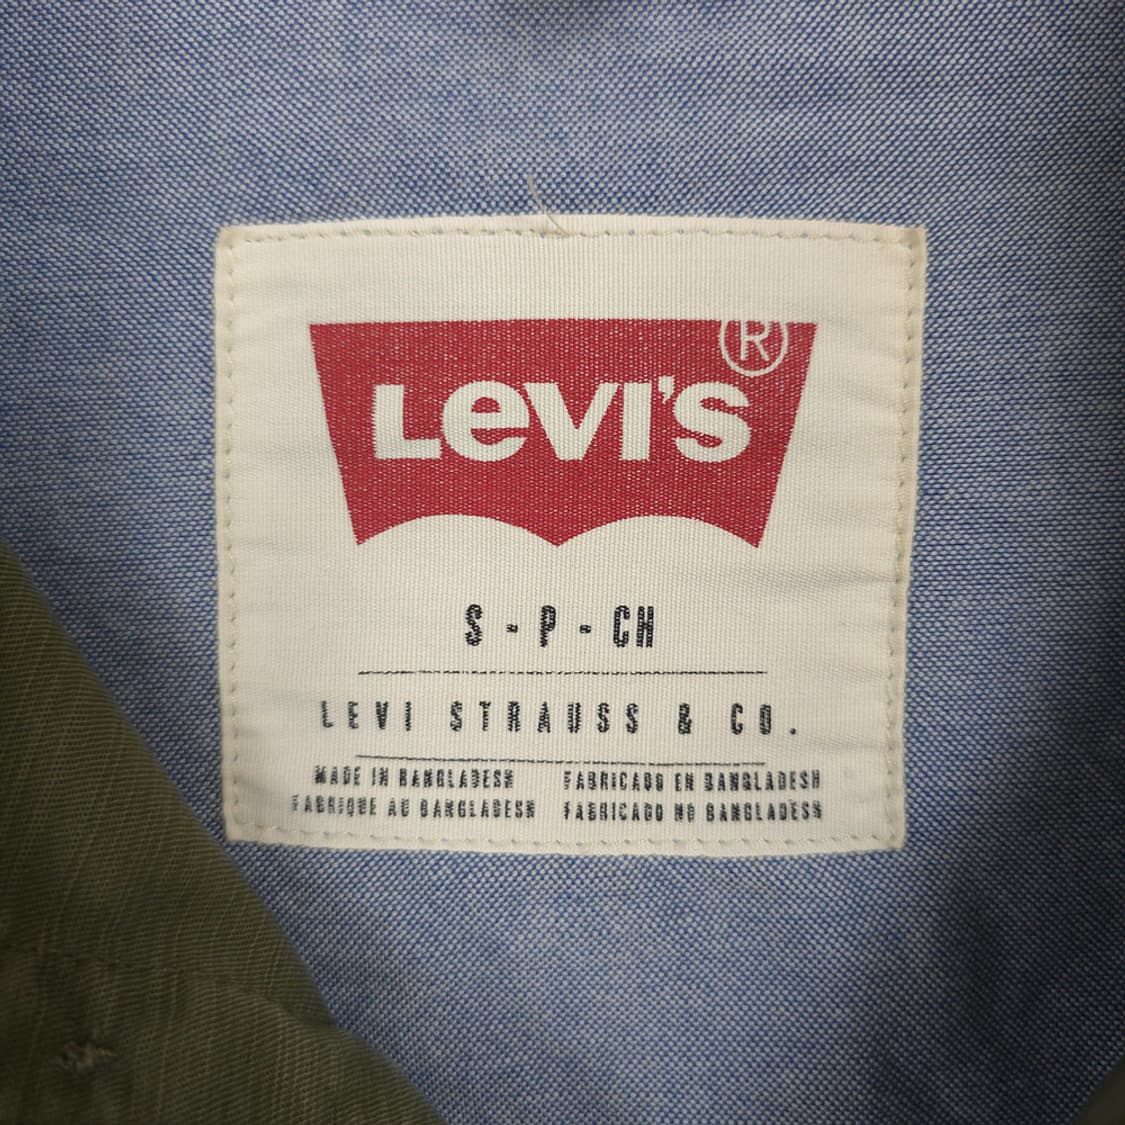 LEVI'S®
S - P - CH
LEVI STRAUSS & CO.
MADE IN BANGLADESH
FABRIQUE AU BANGLADESH
FABRICADO EN BANGLADESH
FABRICADO NO BANGLADESH